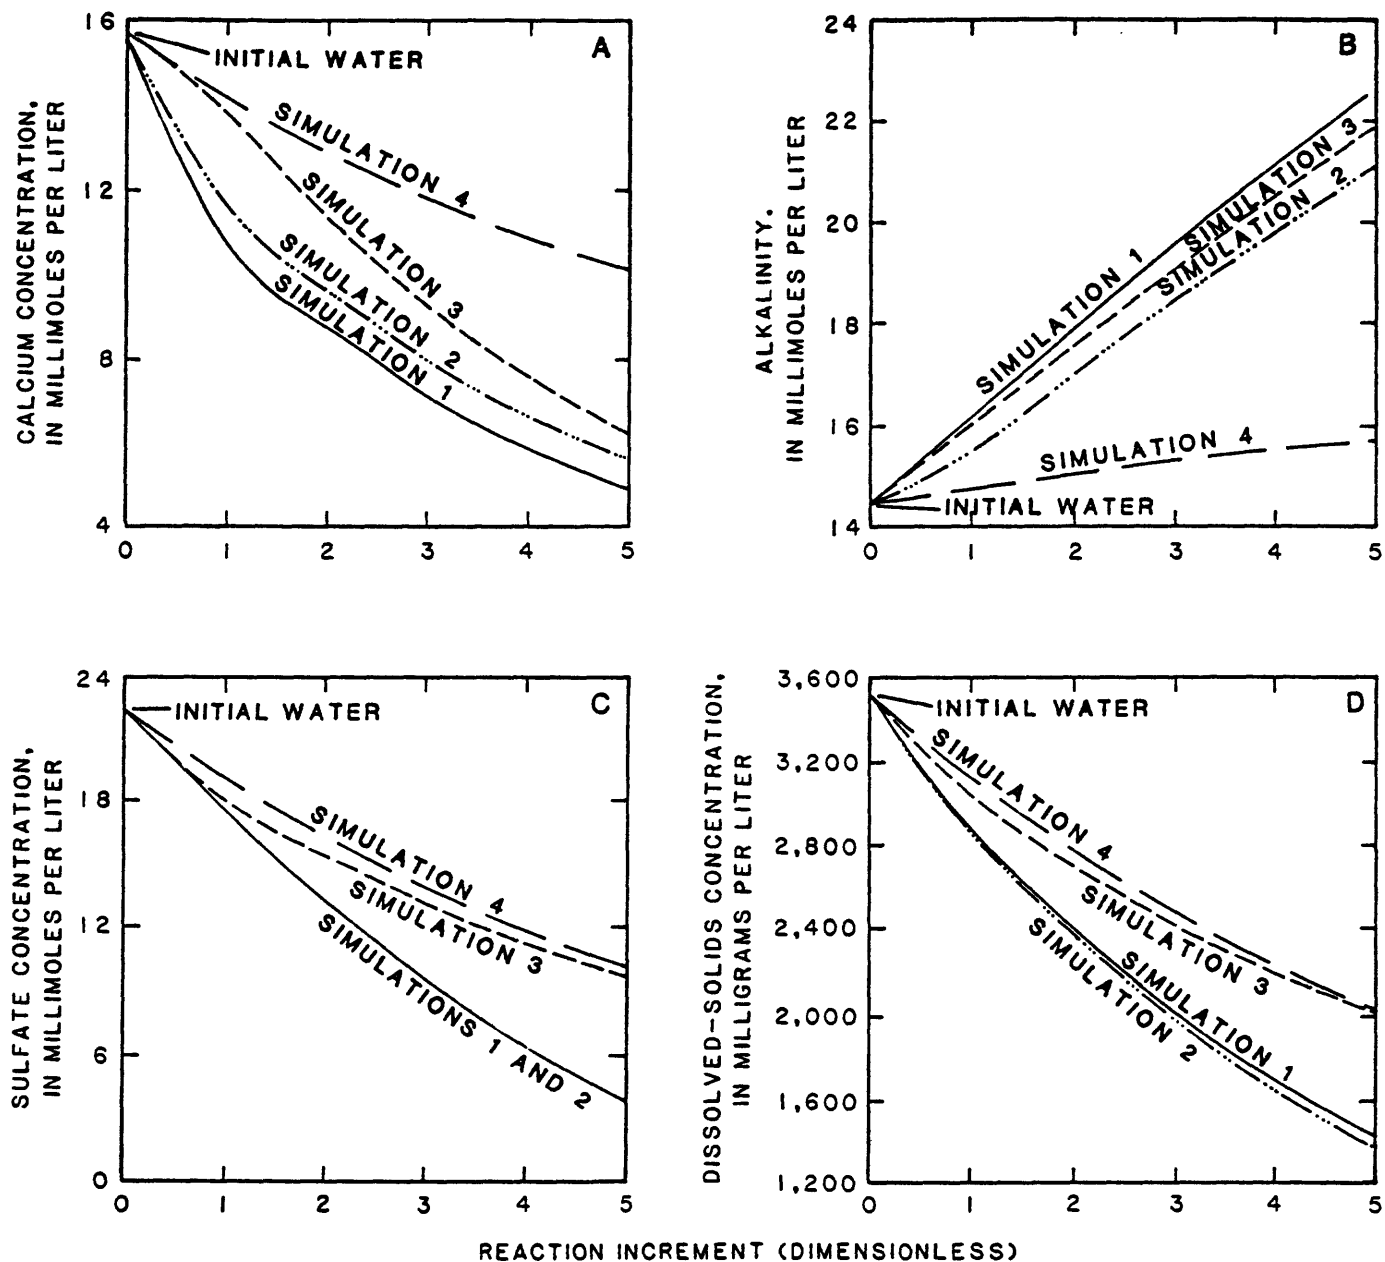 16
12
8
4
CALCIUM CONCENTRATION,
IN MILLIMOLES PER LITER
A
INITIAL WATER
SIMULATION 4
SIMULATION 3
SIMULATION 2
SIMULATION 1
0 1 2 3 4 5
24
22
20
18
16
14
ALKALINITY.
IN MILLIMOLES PER LITER
B
SIMULATION 1
SIMULATION 3
SIMULATION 2
SIMULATION 4
INITIAL WATER
0 1 2 3 4 5
24
18
12
6
0
SULFATE CONCENTRATION,
IN MILLIMOLES PER LITER
C
INITIAL WATER
SIMULATION 4
SIMULATION 3
SIMULATIONS 1 AND 2
0 1 2 3 4 5
3,600
3,200
2,800
2,400
2,000
1,600
1,200
DISSOLVED-SOLIDS CONCENTRATION,
IN MILLIGRAMS PER LITER
D
INITIAL WATER
SIMULATION 4
SIMULATION 3
SIMULATION 1
SIMULATION 2
0 1 2 3 4 5
REACTION INCREMENT (DIMENSIONLESS)